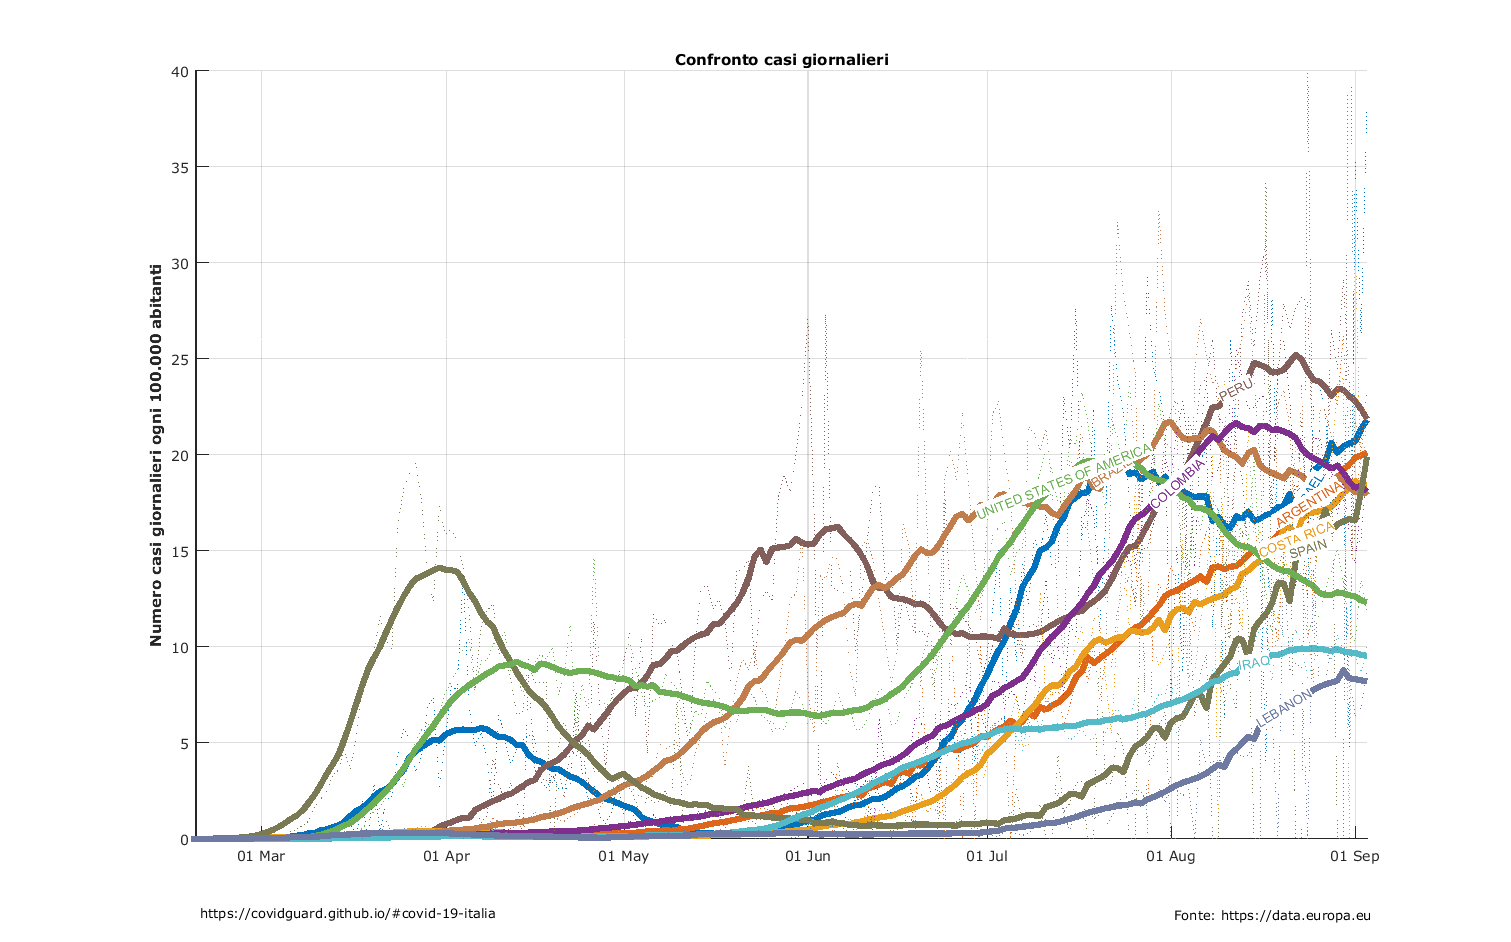 Confronto casi giornalieri
Numero casi giornalieri ogni 100.000 abitanti
40
35
30
25
20
15
10
5
0
01 Mar
01 Apr
01 May
01 Jun
01 Jul
01 Aug
01 Sep
PERU
UNITED STATES OF AMERICA
COLOMBIA
ARGENTINA
COSTA RICA
SPAIN
IRAQ
LEBANON
https://covidguard.github.io/#covid-19-italia
Fonte: https://data.europa.eu